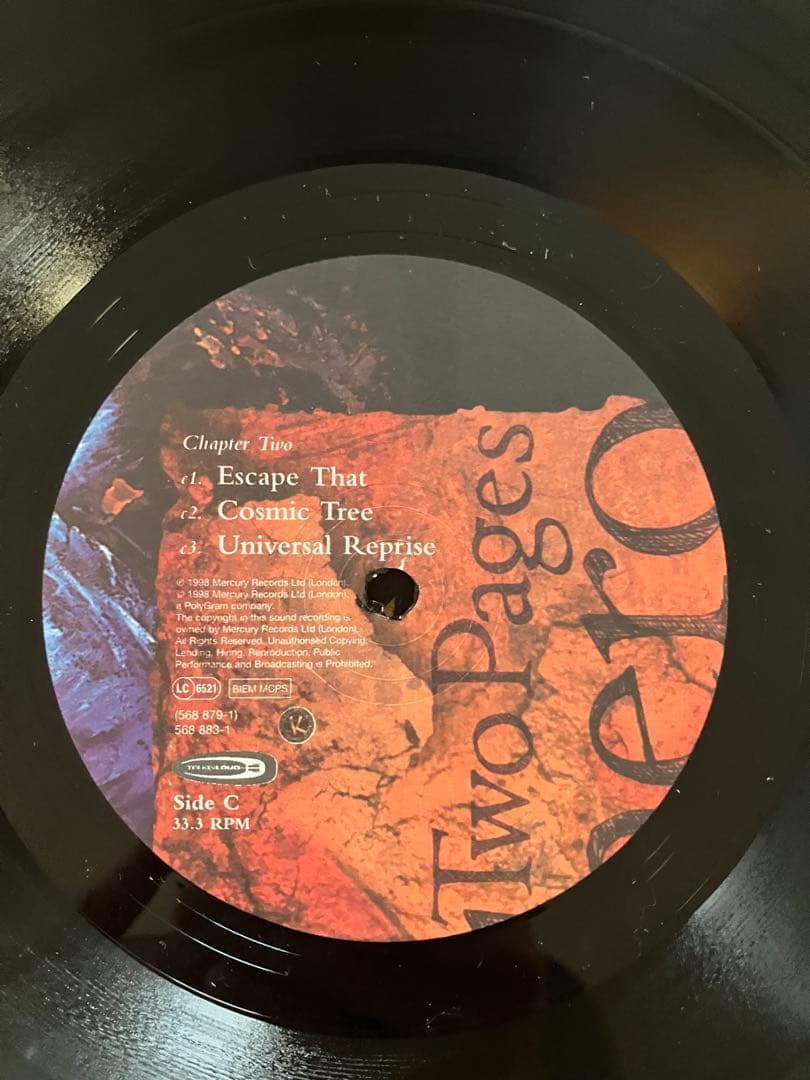 Chapter Two
c1. Escape That
c2. Cosmic Tree
c3. Universal Reprise
℗ 1998 Mercury Records Ltd (London).
© 1998 Mercury Records Ltd (London).
a PolyGram company.
The copyright in this sound recording is
owned by Mercury Records Ltd (London).
All Rights Reserved. Unauthorised Copying,
Lending, Hiring, Reproduction, Public
Performance and Broadcasting is Prohibited.
LC 6521 BIEM MCPS
(568 879-1)
568 883-1
K
TALKINLOUD
Side C
33.3 RPM
Two Pages
ero